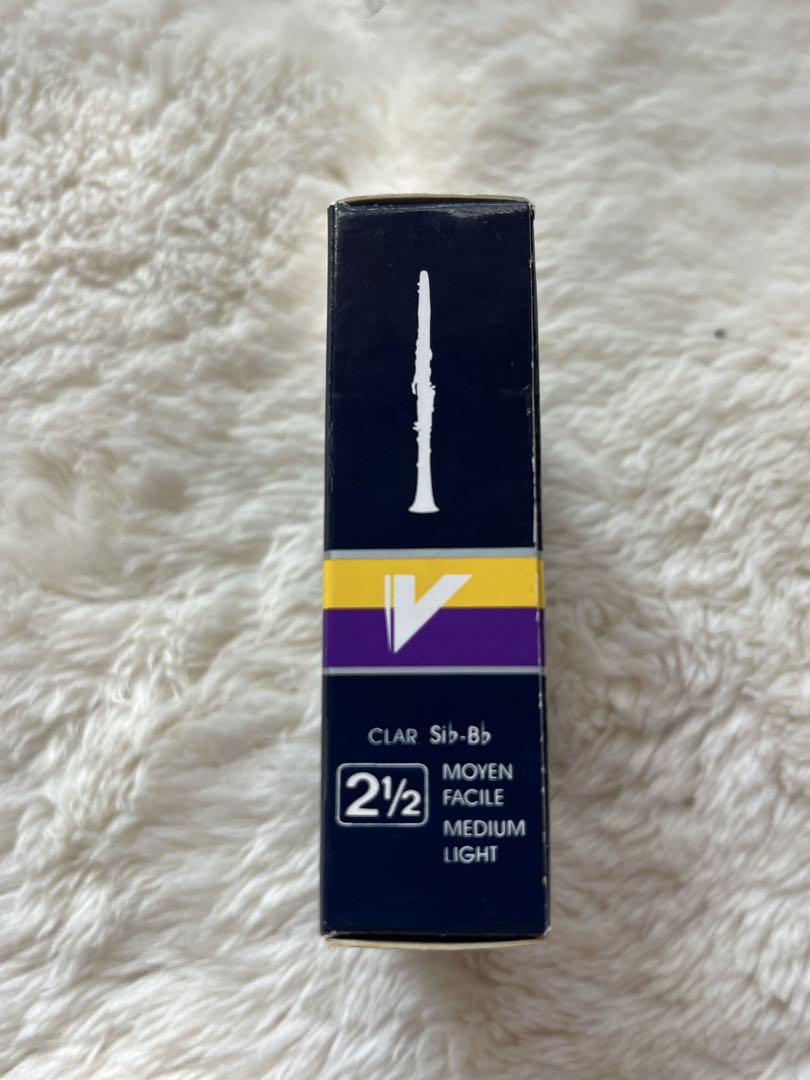 V
CLAR Si♭-B♭
2½
MOYEN
FACILE
MEDIUM
LIGHT